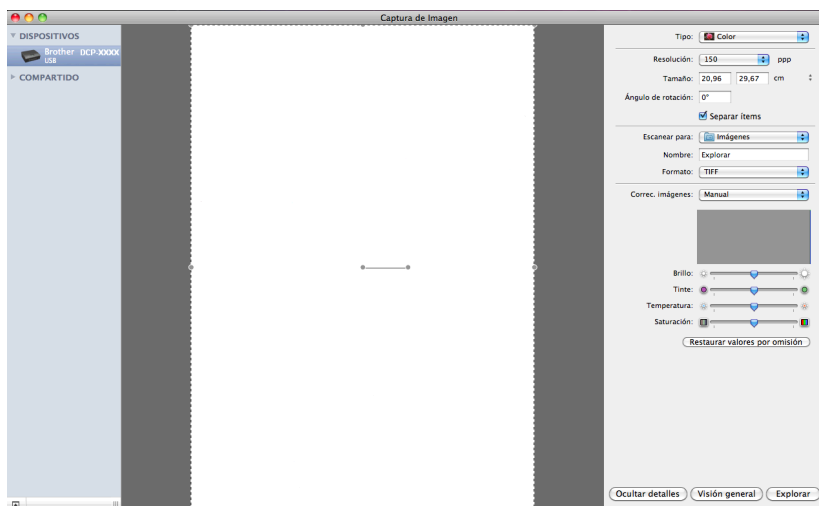 Captura de Imagen
DISPOSITIVOS
Brother DCP-XXXX
USB
COMPARTIDO
Tipo: Color
Resolución: 150 ppp
Tamaño: 20,96 29,67 cm
Ángulo de rotación: 0°
Separar ítems
Escanear para: Imágenes
Nombre: Explorar
Formato: TIFF
Correc. imágenes: Manual
Brillo:
Tinte:
Temperatura:
Saturación:
Restaurar valores por omisión
Ocultar detalles Visión general Explorar